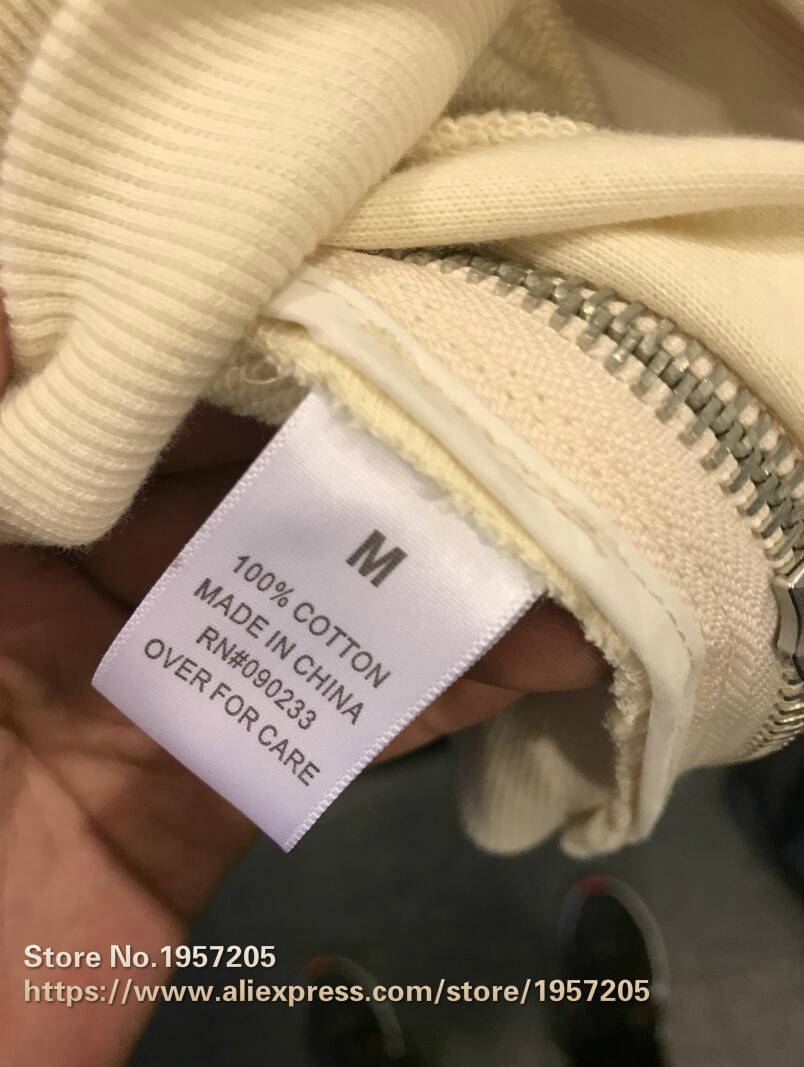 M
100% COTTON
MADE IN CHINA
RN#090233
OVER FOR CARE
Store No.1957205
https://www.aliexpress.com/store/1957205